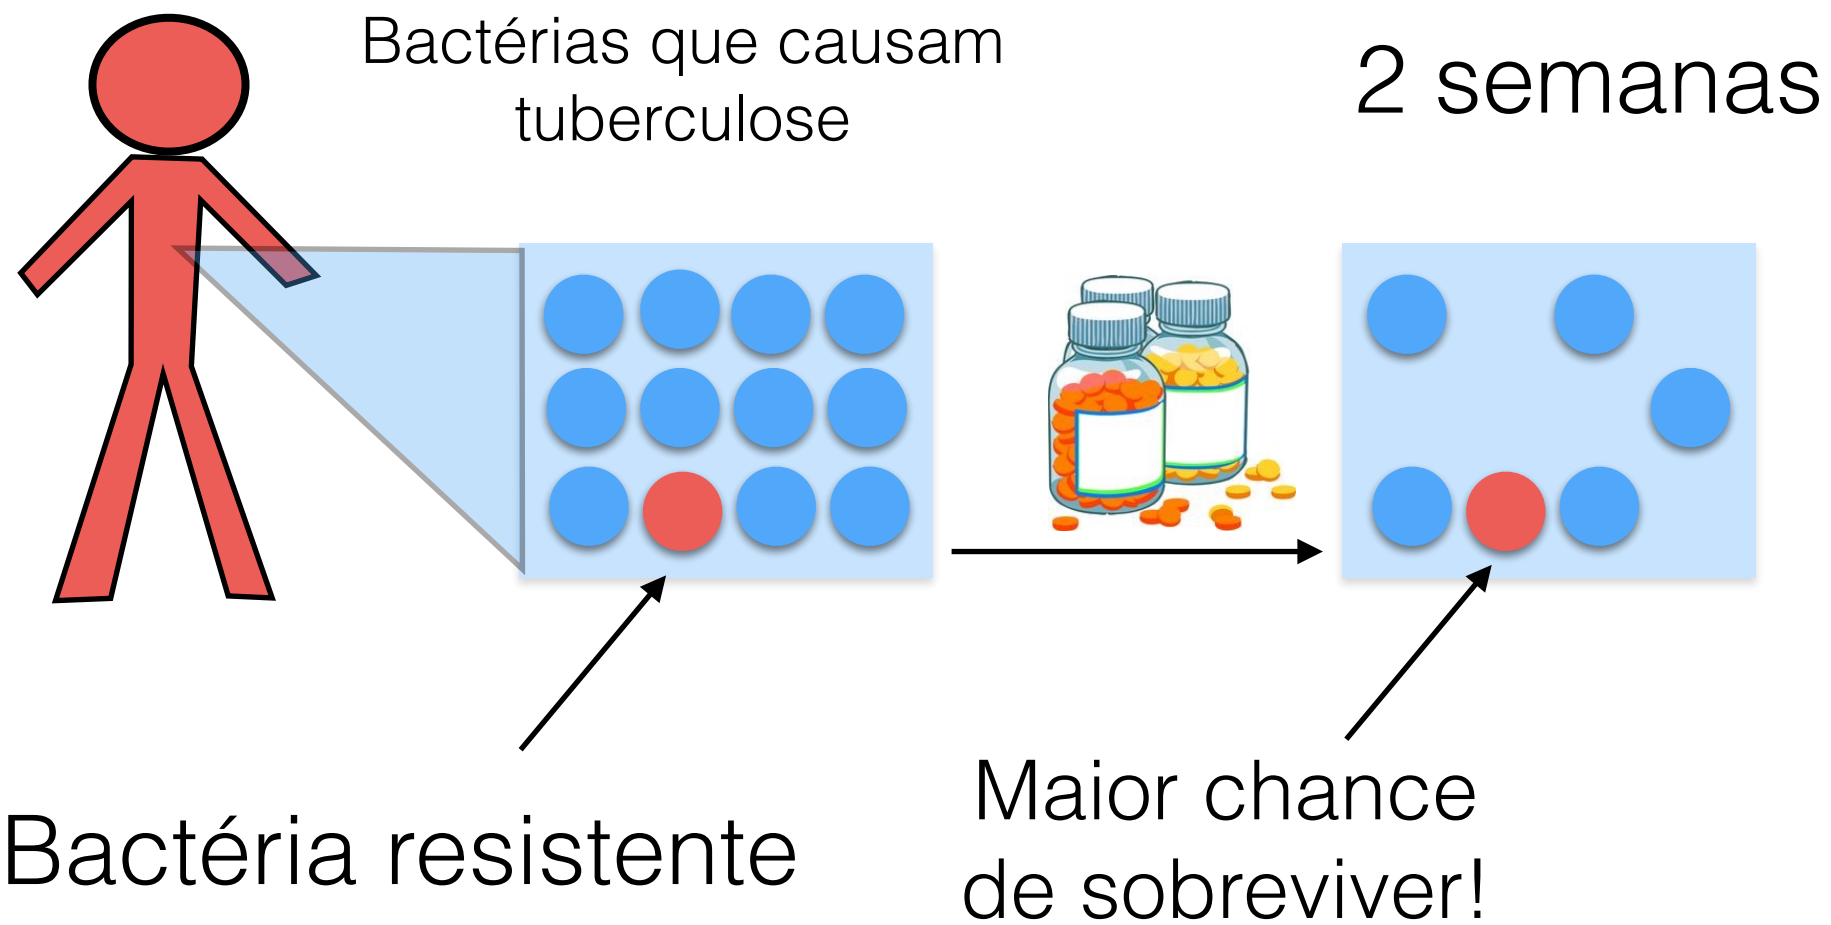 Bactérias que causam
tuberculose
2 semanas
Bactéria resistente
Maior chance
de sobreviver!